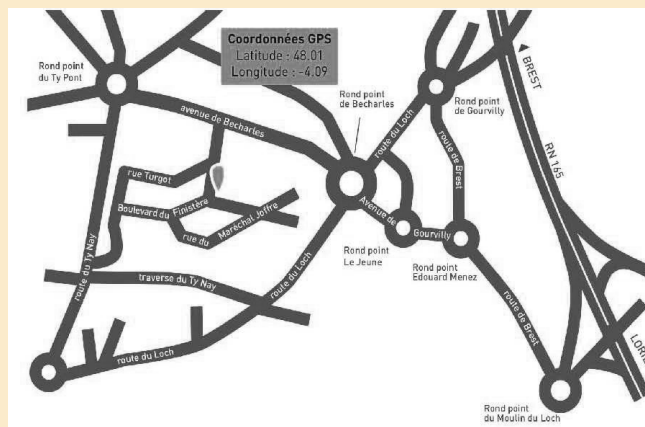 Coordonnées GPS
Latitude : 48.01
Longitude : -4.09
Rond point
du Ty Pont
Rond point
de Becharles
Rond point
de Gourvilly
BREST
RN 165
avenue de Becharles
route du Loch
route de Brest
rue Turgot
Boulevard du Finistère
rue du Maréchal Joffre
Avenue de Gourvilly
Rond point
Le Jeune
Rond point
Edouard Menez
route du Ty Nay
traverse du Ty Nay
route du Loch
route du Loch
route de Brest
Rond point
du Moulin du Loch